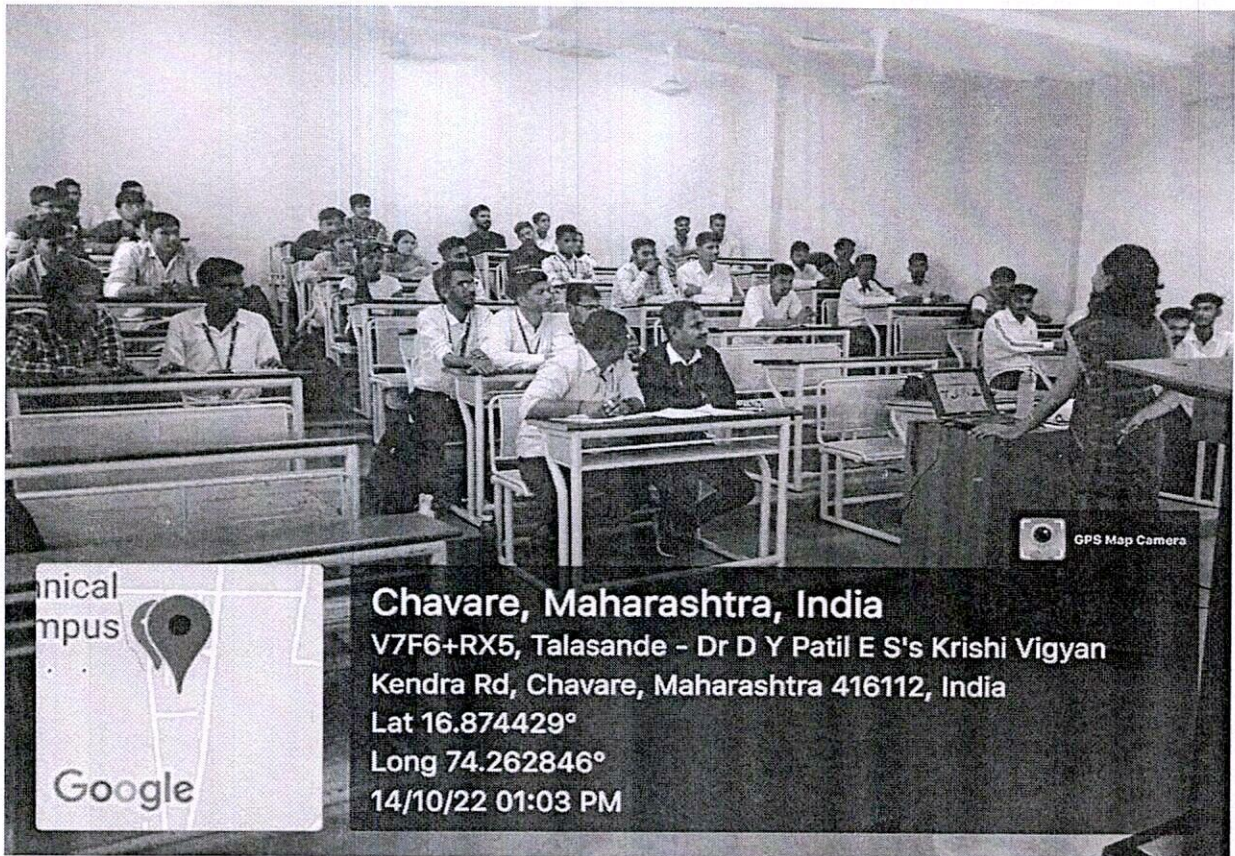 GPS Map Camera
nical
mpus
Google
Chavare, Maharashtra, India
V7F6+RX5, Talasande - Dr D Y Patil E S's Krishi Vigyan
Kendra Rd, Chavare, Maharashtra 416112, India
Lat 16.874429°
Long 74.262846°
14/10/22 01:03 PM